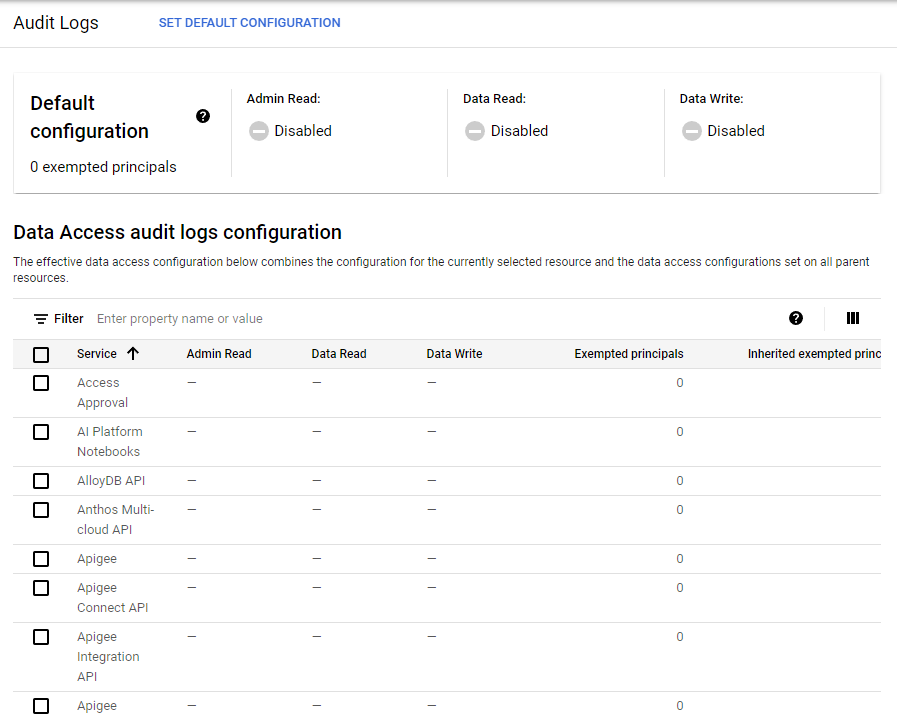 Audit Logs
SET DEFAULT CONFIGURATION
Default
configuration
0 exempted principals
Admin Read:
Disabled
Data Read:
Disabled
Data Write:
Disabled
Data Access audit logs configuration
The effective data access configuration below combines the configuration for the currently selected resource and the data access configurations set on all parent
resources.
Filter Enter property name or value
Service Admin Read Data Read Data Write Exempted principals Inherited exempted princ
Access
Approval
— — — 0
AI Platform
Notebooks
— — — 0
AlloyDB API — — — 0
Anthos Multi-
cloud API
— — — 0
Apigee — — — 0
Apigee
Connect API
— — — 0
Apigee
Integration
API
— — — 0
Apigee — — — 0